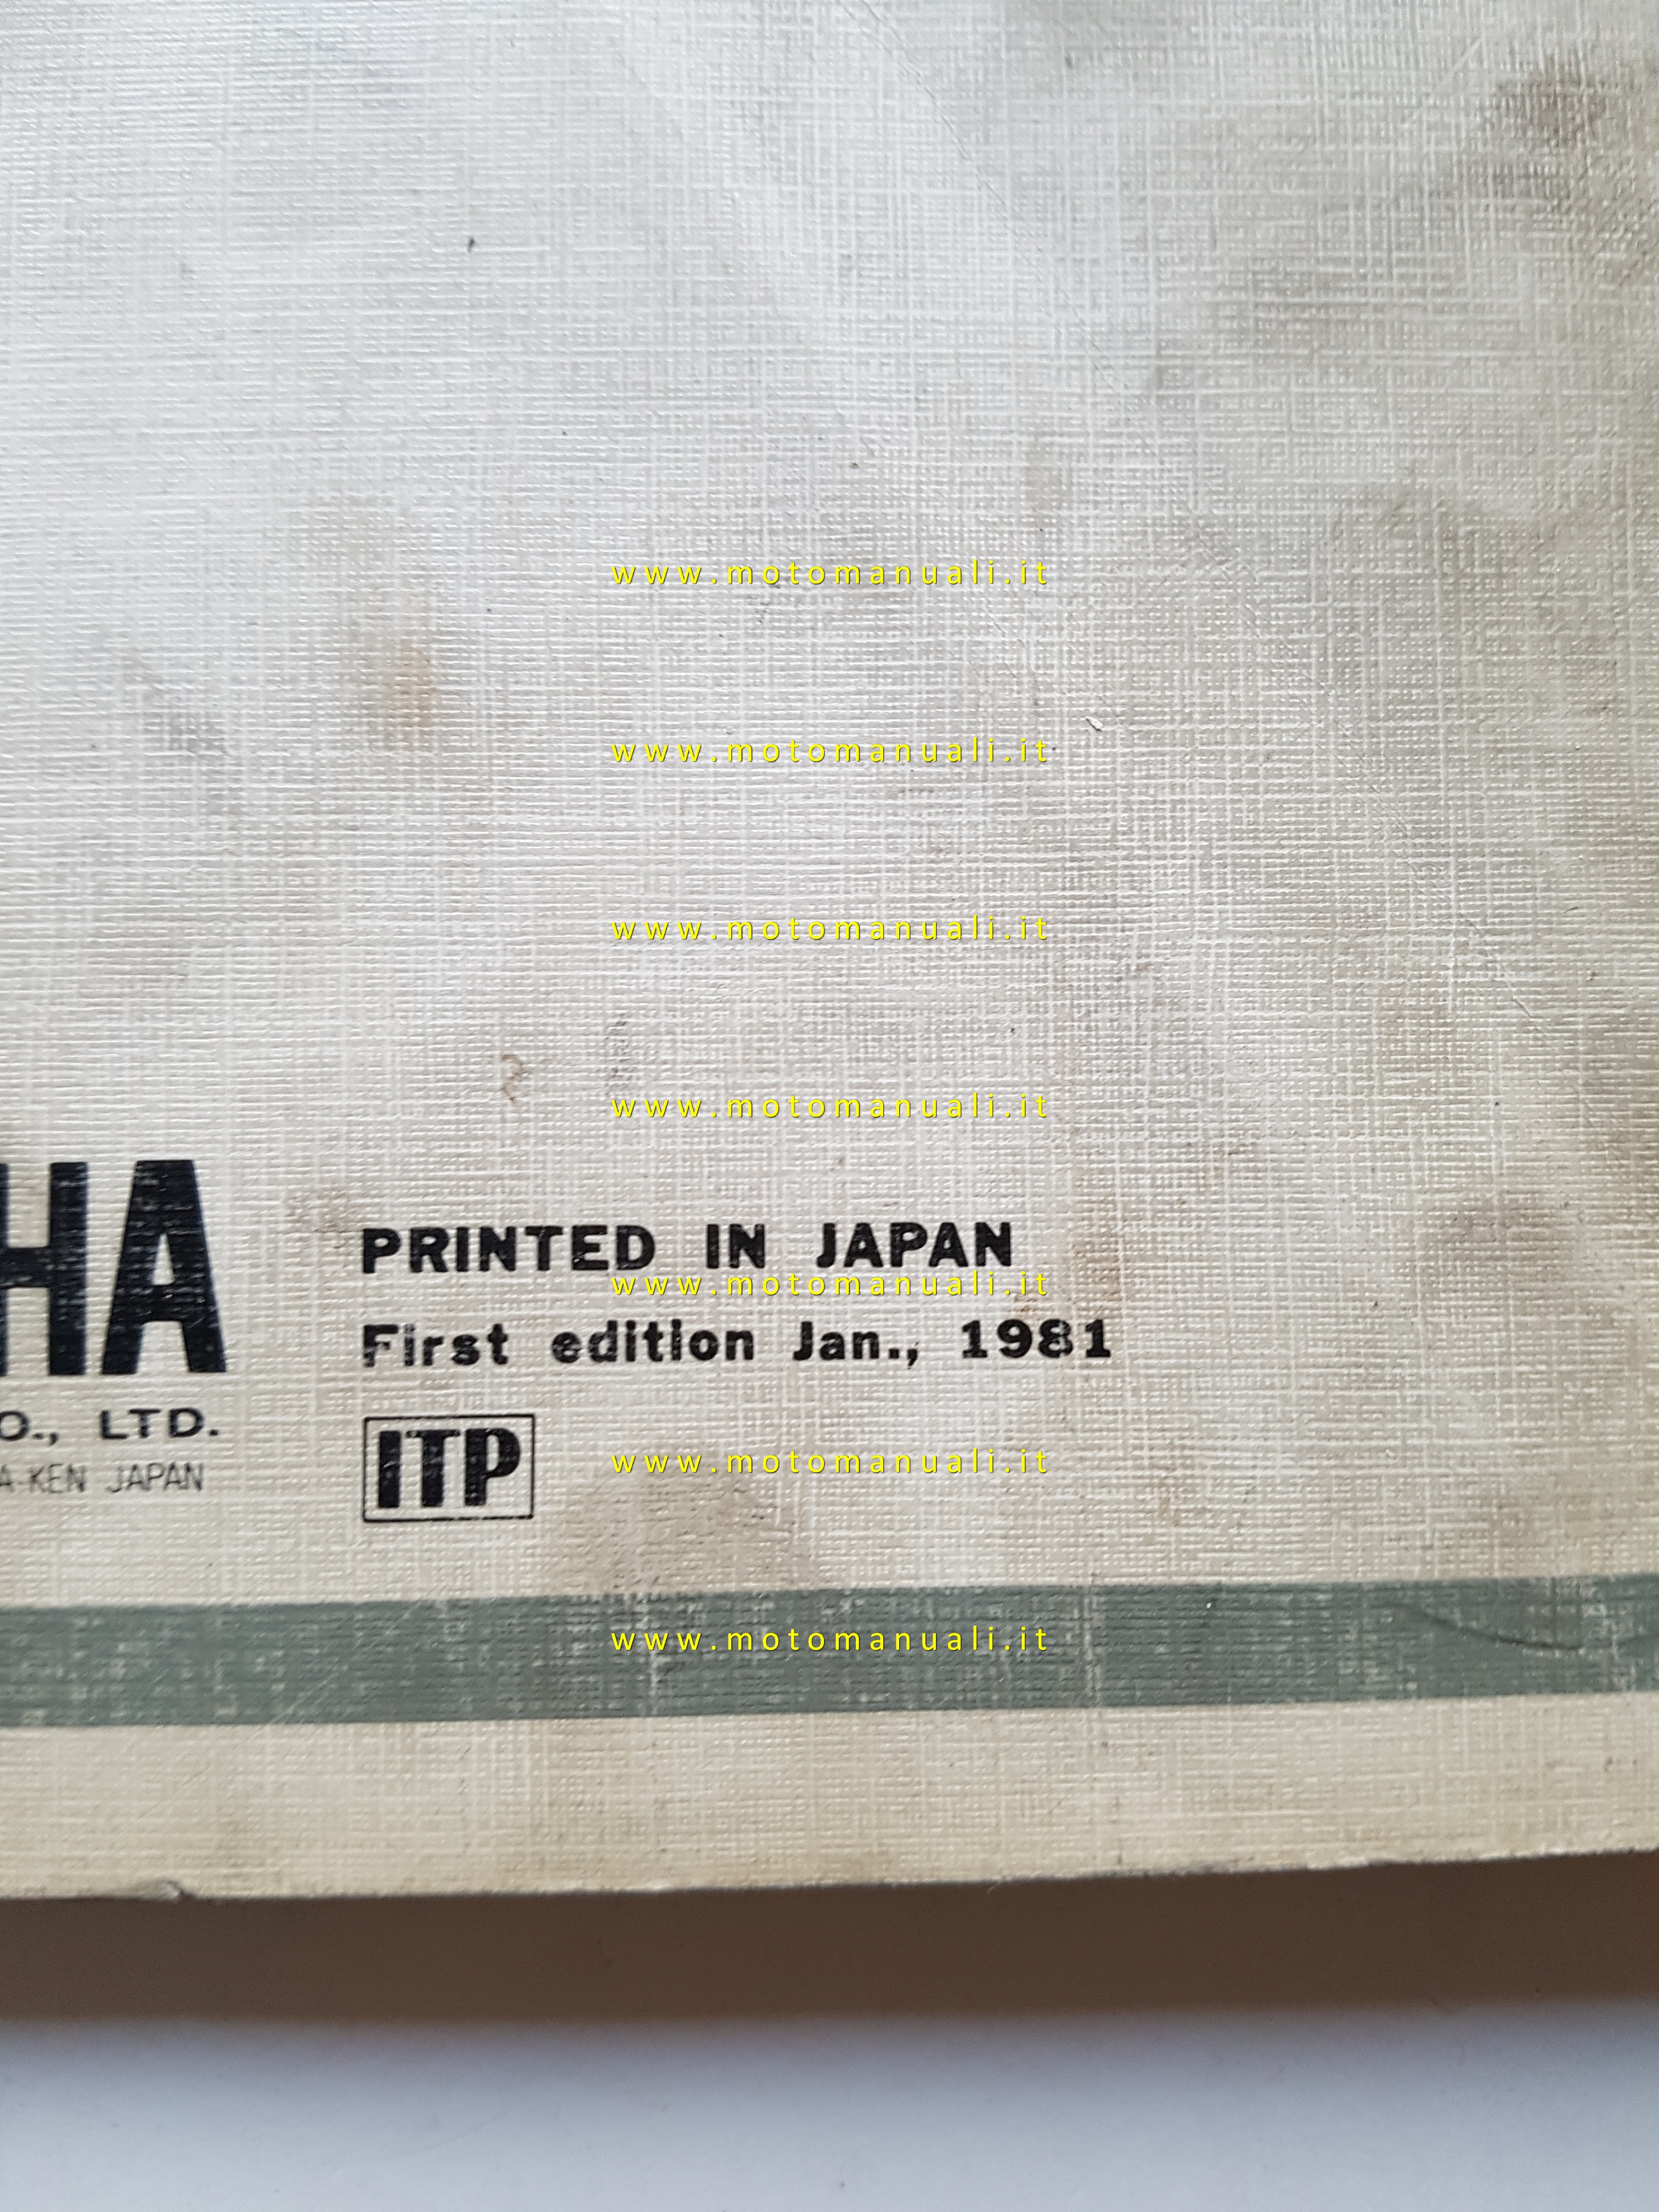 www.motomanuali.it
www.motomanuali.it
www.motomanuali.it
www.motomanuali.it
HA
PRINTED IN JAPAN
www.motomanuali.it
First edition Jan., 1981
O., LTD.
A-KEN JAPAN
ITP
www.motomanuali.it
www.motomanuali.it